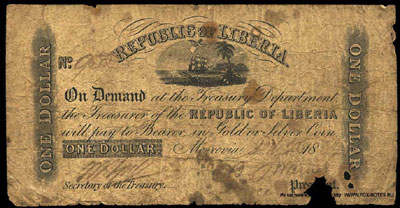 REPUBLIC OF LIBERIA.
No
On Demand at the Treasury Department,
the Treasurer of the REPUBLIC OF LIBERIA
will pay to Bearer in Gold or Silver Coin
ONE DOLLAR Monrovia 18
Secretary of the Treasury.
ONE DOLLAR
ONE DOLLAR
WWW.FOX-NOTES.RU